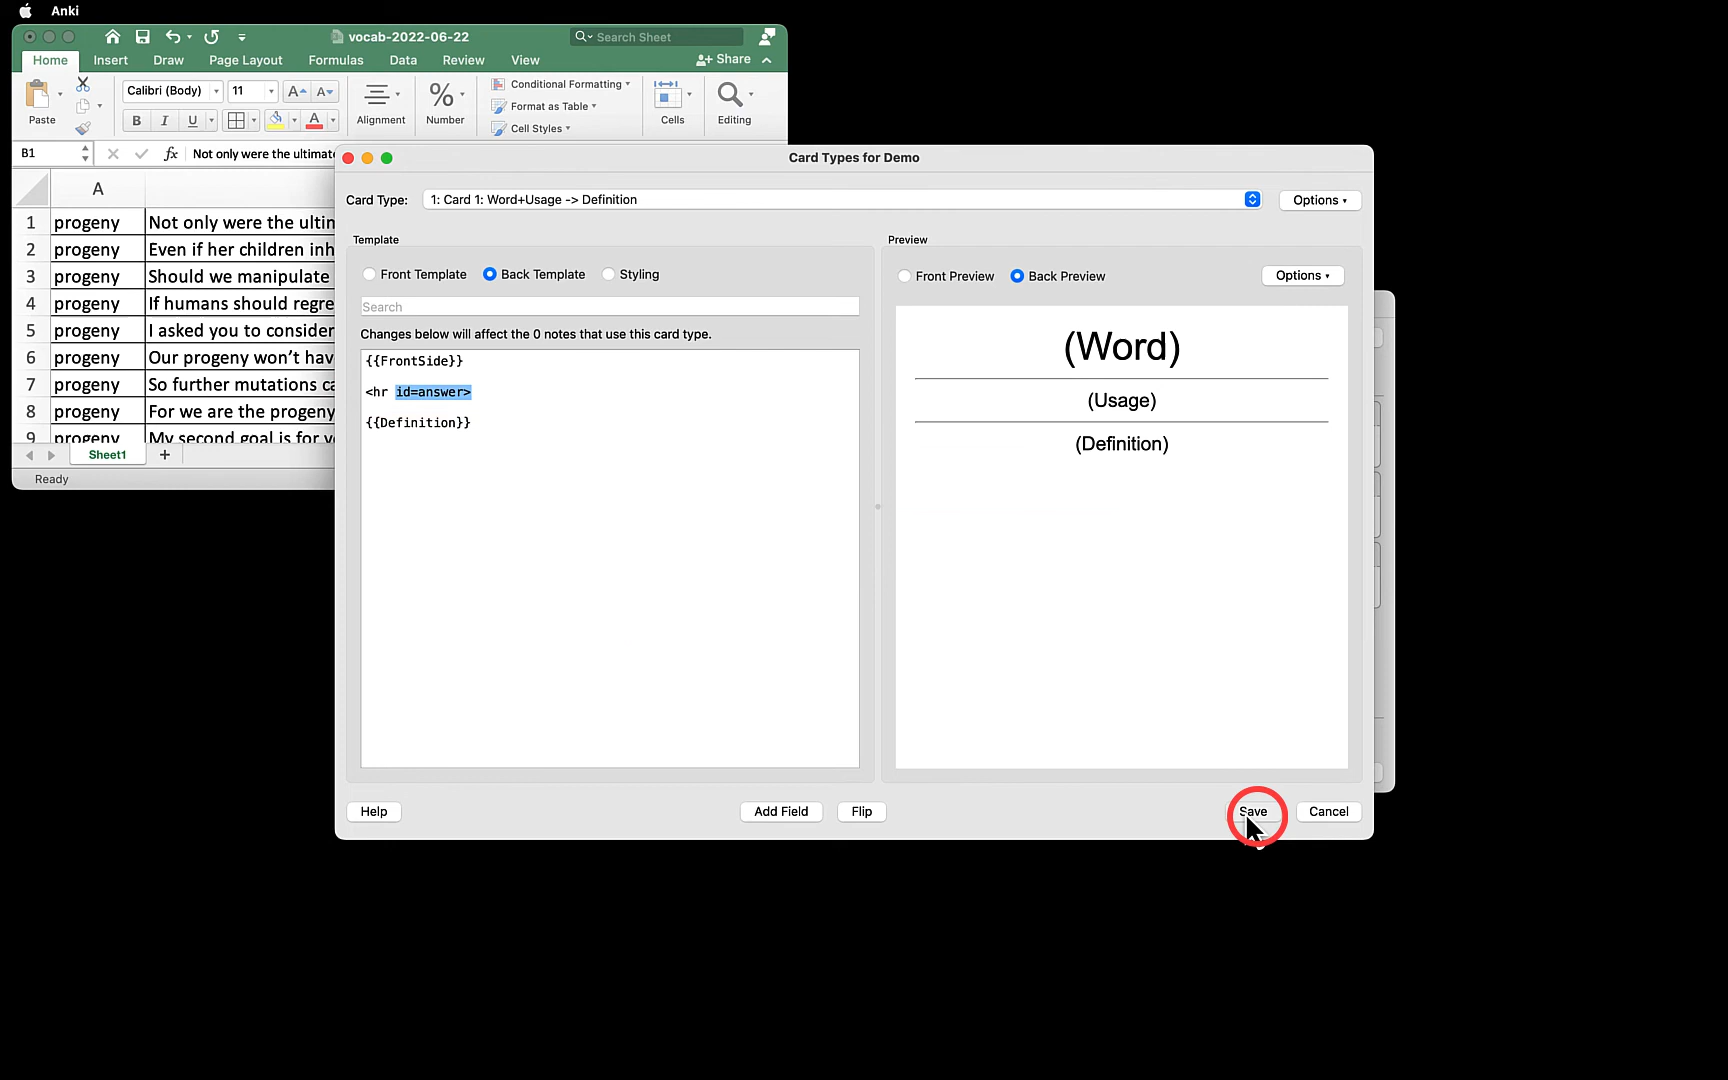 Anki
vocab-2022-06-22
Search Sheet
Home Insert Draw Page Layout Formulas Data Review View Share
Calibri (Body) 11
Conditional Formatting
Format as Table
Cell Styles
Paste
B I U
Alignment
Number
Cells
Editing
B1
fx Not only were the ultimate
A
1 progeny Not only were the ultin
2 progeny Even if her children inh
3 progeny Should we manipulate
4 progeny If humans should regre
5 progeny I asked you to consider
6 progeny Our progeny won't hav
7 progeny So further mutations ca
8 progeny For we are the progeny
9 progeny My second goal is for y
Sheet1
Ready
Card Types for Demo
Card Type: 1: Card 1: Word+Usage -> Definition Options
Template
Front Template Back Template Styling
Search
Changes below will affect the 0 notes that use this card type.
{{FrontSide}}
<hr id=answer>
{{Definition}}
Preview
Front Preview Back Preview Options
(Word)
(Usage)
(Definition)
Help Add Field Flip Save Cancel